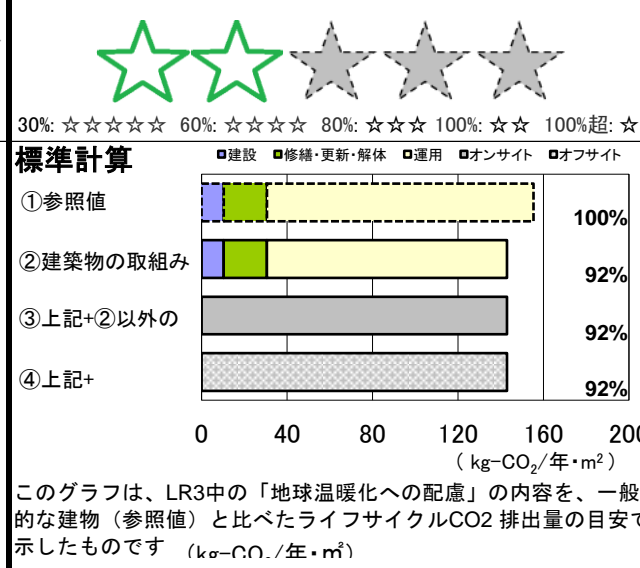 30%: ☆☆☆☆☆ 60%: ☆☆☆☆ 80%: ☆☆☆ 100%: ☆☆ 100%超: ☆
標準計算
■建設 ■修繕・更新・解体 ■運用 ■オンサイト ■オフサイト
①参照値 100%
②建築物の取組み 92%
③上記+②以外の 92%
④上記+ 92%
0 40 80 120 160 200
( kg-CO₂/年・m² )
このグラフは、LR3中の「地球温暖化への配慮」の内容を、一般
的な建物（参照値）と比べたライフサイクルCO2 排出量の目安で
示したものです (kg-CO₂/年・㎡)